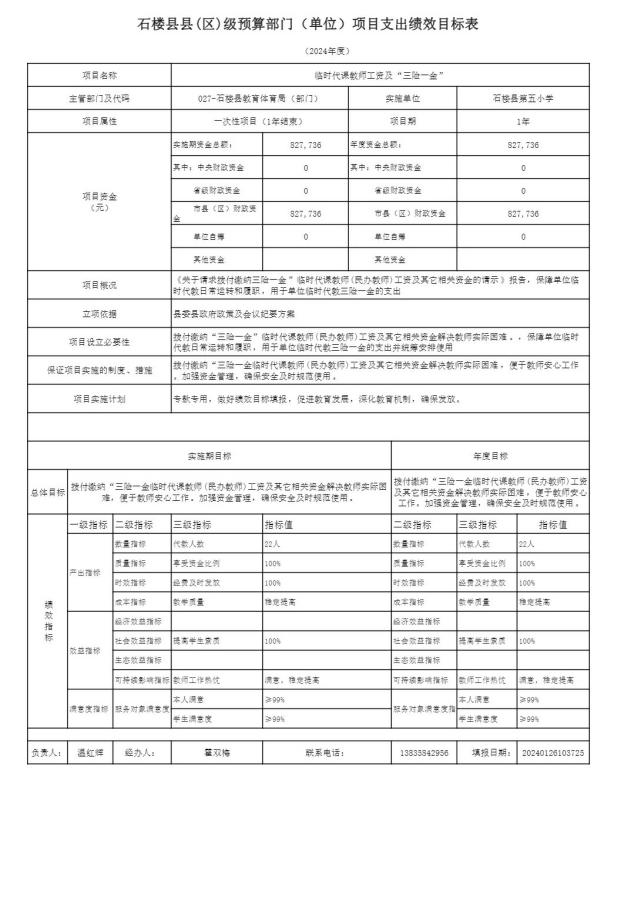 石楼县县(区)级预算部门（单位）项目支出绩效目标表
（2024年度）
项目名称 临时代课教师工资及“三险一金”
主管部门及代码 027-石楼县教育体育局（部门） 实施单位 石楼县第五小学
项目属性 一次性项目（1年结束） 项目期 1年
项目资金
（元）
实施期资金总额： 827,736 年度资金总额： 827,736
其中：中央财政资金 0 其中：中央财政资金 0
省级财政资金 0 省级财政资金 0
市县（区）财政资
金 827,736 市县（区）财政资金 827,736
单位自筹 0 单位自筹 0
其他资金 其他资金
项目概况 《关于请求拨付缴纳三险一金”临时代课教师(民办教师)工资及其它相关资金的请示》报告，保障单位临
时代教日常运转和履职，用于单位临时代教三险一金的支出
立项依据 县委县政府政策及会议纪要方案
项目设立必要性 拨付缴纳“三险一金”临时代课教师(民办教师)工资及其它相关资金解决教师实际困难。，保障单位临时
代教日常运转和履职，用于单位临时代教三险一金的支出并统筹安排使用
保证项目实施的制度、措施 拨付缴纳“三险一金临时代课教师(民办教师)工资及其它相关资金解决教师实际困难，便于教师安心工作
。加强资金管理，确保安全及时规范使用。
项目实施计划 专款专用，做好绩效目标填报，促进教育发展，深化教育机制，确保发放。
实施期目标 年度目标
总体目标 拨付缴纳“三险一金临时代课教师(民办教师)工资及其它相关资金解决教师实际困
难，便于教师安心工作。加强资金管理，确保安全及时规范使用。
拨付缴纳“三险一金临时代课教师(民办教师)工资
及其它相关资金解决教师实际困难，便于教师安心
工作。加强资金管理，确保安全及时规范使用。
绩效指标
一级指标 二级指标 三级指标 指标值 二级指标 三级指标 指标值
产出指标
数量指标 代教人数 22人 数量指标 代教人数 22人
质量指标 享受资金比例 100% 质量指标 享受资金比例 100%
时效指标 经费及时发放 100% 时效指标 经费及时发放 100%
成本指标 教学质量 稳定提高 成本指标 教学质量 稳定提高
效益指标
经济效益指标 经济效益指标
社会效益指标 提高学生素质 100% 社会效益指标 提高学生素质 100%
生态效益指标 生态效益指标
可持续影响指标 教师工作热忱 满意，稳定提高 可持续影响指标 教师工作热忱 满意，稳定提高
满意度指标 服务对象满意度 本人满意 ≥99% 服务对象满意度指 本人满意 ≥99%
学生满意度 ≥99% 学生满意度 ≥99%
负责人： 温红辉 经办人： 翟双梅 联系电话： 13835842956 填报日期： 20240126103725